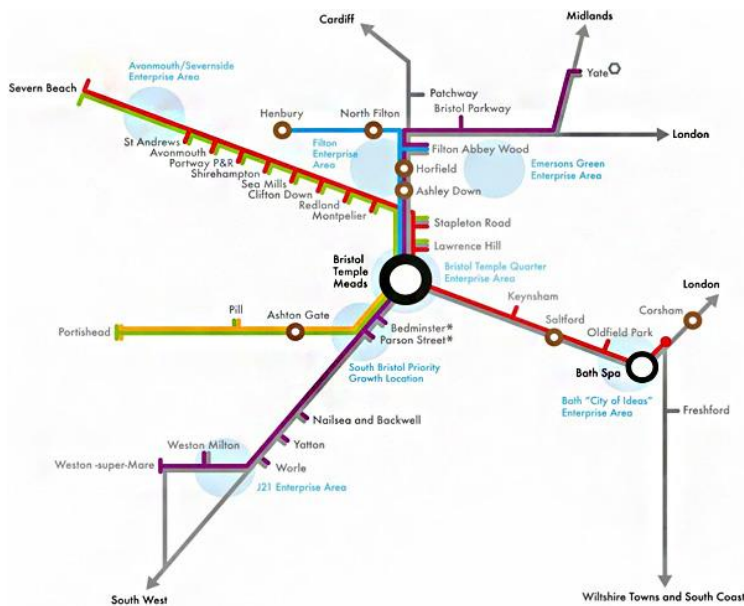 Cardiff
Midlands
Severn Beach
Avonmouth/Severnside
Enterprise Area
Yate
Patchway
Henbury
North Filton
Bristol Parkway
London
St Andrews
Avonmouth
Portway P&R
Shirehampton
Sea Mills
Clifton Down
Redland
Montpelier
Filton
Enterprise
Area
Filton Abbey Wood
Horfield
Ashley Down
Emersons Green
Enterprise Area
Stapleton Road
Lawrence Hill
Bristol
Temple
Meads
Bristol Temple Quarter
Enterprise Area
London
Keynsham
Corsham
Saltford
Oldfield Park
Pill
Ashton Gate
Portishead
Bedminster*
Parson Street*
Bath Spa
South Bristol Priority
Growth Location
Bath "City of Ideas"
Enterprise Area
Freshford
Nailsea and Backwell
Weston Milton
Yatton
Weston -super-Mare
Worle
J21 Enterprise Area
South West
Wiltshire Towns and South Coast